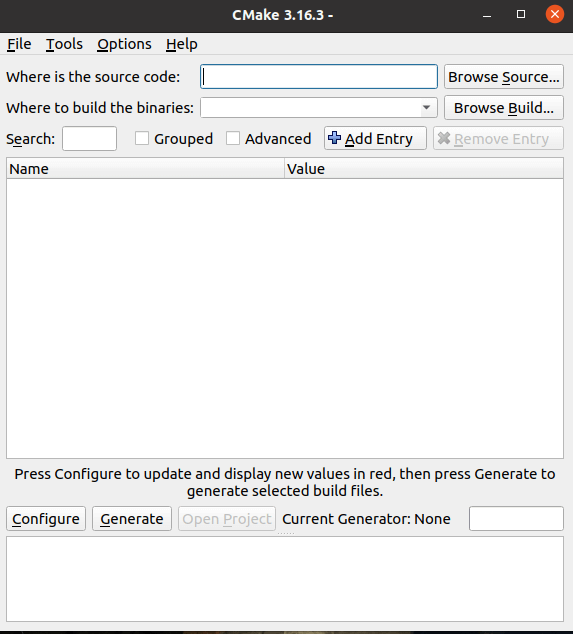 CMake 3.16.3 -
File Tools Options Help
Where is the source code: Browse Source...
Where to build the binaries: Browse Build...
Search: Grouped Advanced Add Entry Remove Entry
Name Value
Press Configure to update and display new values in red, then press Generate to
generate selected build files.
Configure Generate Open Project Current Generator: None